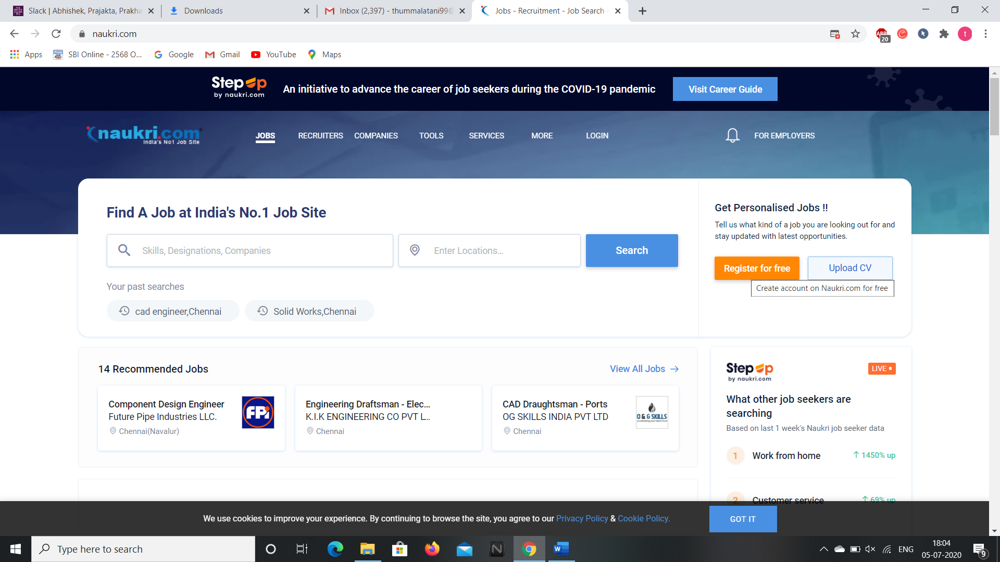 Slack | Abhishek, Prajakta, Prakha
Downloads
Inbox (2,397) - thummalatani99@
Jobs - Recruitment - Job Search -
naukri.com
ABP
20
t
Apps
SBI Online - 2568 O...
Google
Gmail
YouTube
Maps
StepUp
by naukri.com
An initiative to advance the career of job seekers during the COVID-19 pandemic
Visit Career Guide
naukri.com
India's No1 Job Site
JOBS
RECRUITERS
COMPANIES
TOOLS
SERVICES
MORE
LOGIN
FOR EMPLOYERS
Find A Job at India's No.1 Job Site
Skills, Designations, Companies
Enter Locations...
Search
Your past searches
cad engineer,Chennai
Solid Works,Chennai
Get Personalised Jobs !!
Tell us what kind of a job you are looking out for and
stay updated with latest opportunities.
Register for free
Upload CV
Create account on Naukri.com for free
14 Recommended Jobs
View All Jobs
Component Design Engineer
Future Pipe Industries LLC.
Chennai(Navalur)
FPi
Engineering Draftsman - Elec...
K.I.K ENGINEERING CO PVT L..
Chennai
CAD Draughtsman - Ports
OG SKILLS INDIA PVT LTD
Chennai
O & G SKILLS
StepUp
by naukri.com
LIVE
What other job seekers are
searching
Based on last 1 week's Naukri job seeker data
1
Work from home
1450% up
2
Customer service
69% up
We use cookies to improve your experience. By continuing to browse the site, you agree to our Privacy Policy & Cookie Policy.
GOT IT
Type here to search
N
W
ENG
18:04
05-07-2020
9